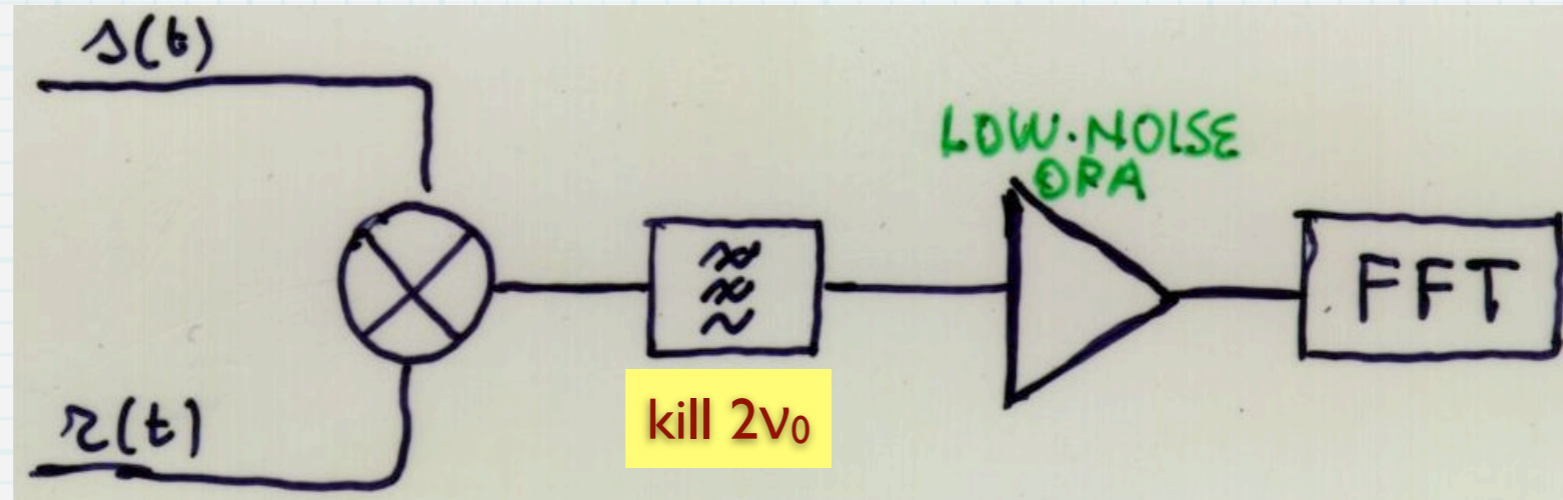 s(t)
LOW-NOISE
OPA
FFT
kill 2ν₀
r(t)